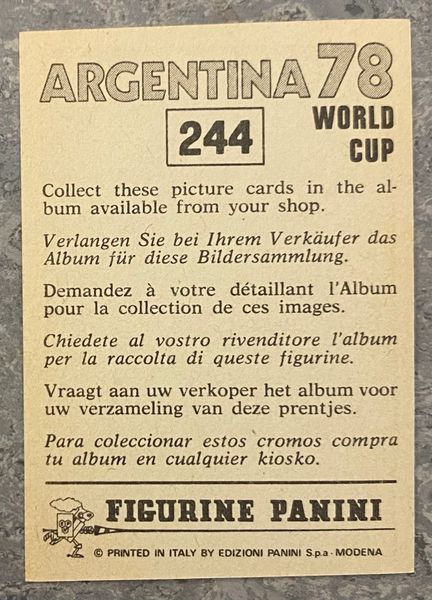 ARGENTINA 78
244
WORLD
CUP
Collect these picture cards in the al-
bum available from your shop.
Verlangen Sie bei Ihrem Verkäufer das
Album für diese Bildersammlung.
Demandez à votre détaillant l'Album
pour la collection de ces images.
Chiedete al vostro rivenditore l'album
per la raccolta di queste figurine.
Vraagt aan uw verkoper het album voor
uw verzameling van deze prentjes.
Para coleccionar estos cromos compra
tu album en cualquier kiosko.
FIGURINE PANINI
© PRINTED IN ITALY BY EDIZIONI PANINI S.p.a - MODENA